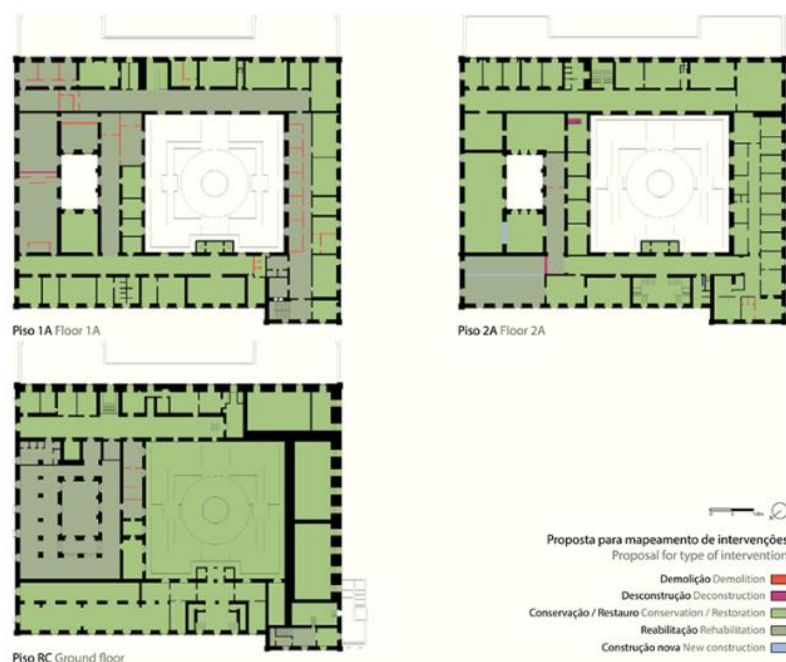 Piso 1A Floor 1A
Piso 2A Floor 2A
Piso RC Ground floor
Proposta para mapeamento de intervenções
Proposal for type of intervention
Demolição Demolition
Desconstrução Deconstruction
Conservação / Restauro Conservation / Restoration
Reabilitação Rehabilitation
Construção nova New construction